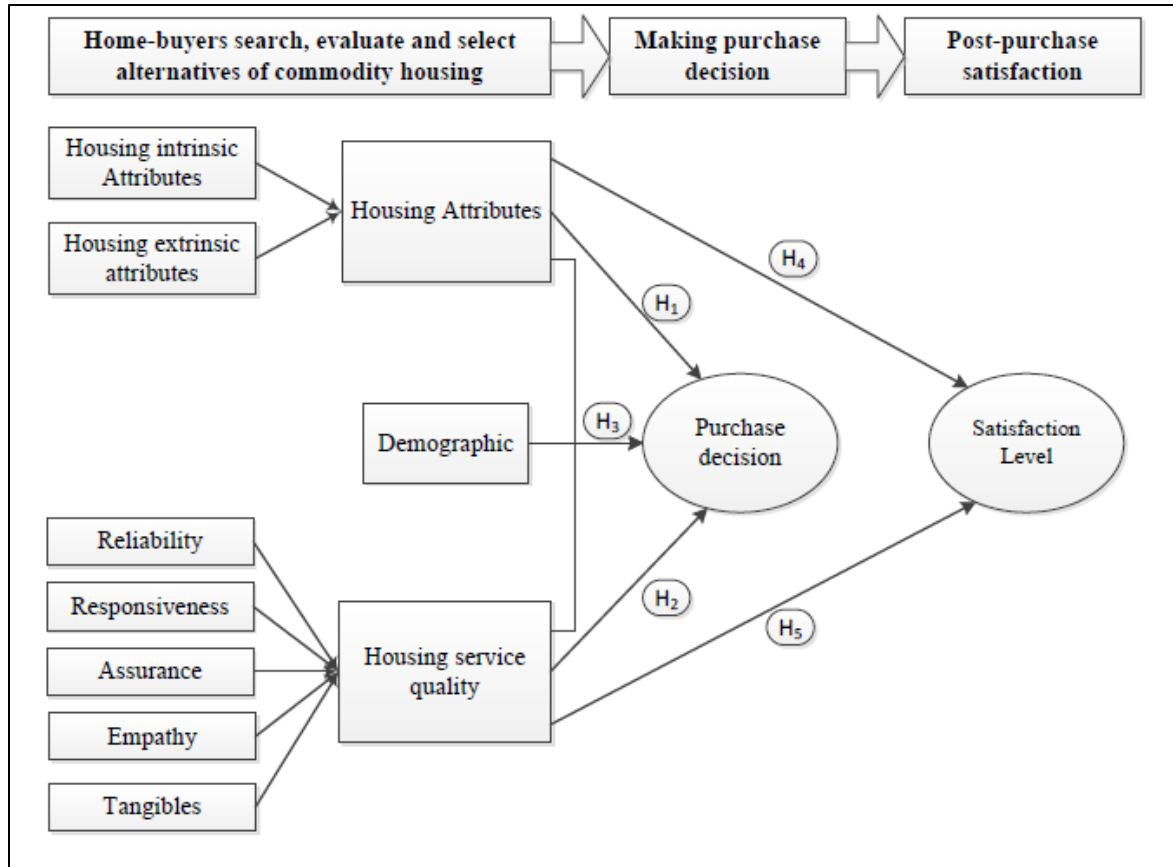 Home-buyers search, evaluate and select
alternatives of commodity housing
Making purchase
decision
Post-purchase
satisfaction
Housing intrinsic
Attributes
Housing extrinsic
attributes
Housing Attributes
H₄
H₁
Demographic
H₃
Purchase
decision
Satisfaction
Level
Reliability
Responsiveness
Assurance
Empathy
Tangibles
Housing service
quality
H₂
H₅